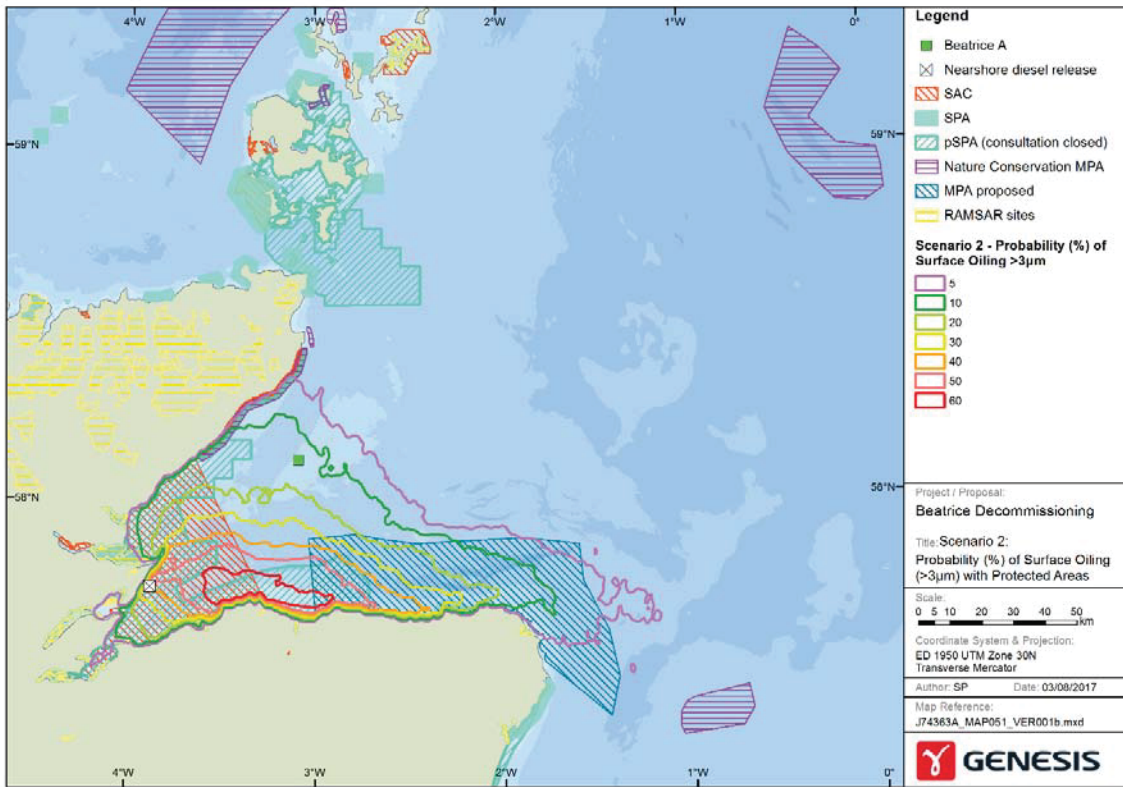 4°W 3°W 2°W 1°W 0°
59°N
59°N
58°N
58°N
4°W 3°W 2°W 1°W 0°
Legend
Beatrice A
Nearshore diesel release
SAC
SPA
pSPA (consultation closed)
Nature Conservation MPA
MPA proposed
RAMSAR sites
Scenario 2 - Probability (%) of
Surface Oiling >3µm
5
10
20
30
40
50
60
Project / Proposal:
Beatrice Decommissioning
Title: Scenario 2:
Probability (%) of Surface Oiling
(>3µm) with Protected Areas
Scale:
0 5 10 20 30 40 50
km
Coordinate System & Projection:
ED 1950 UTM Zone 30N
Transverse Mercator
Author: SP Date: 03/08/2017
Map Reference:
J74363A_MAP051_VER001b.mxd
GENESIS